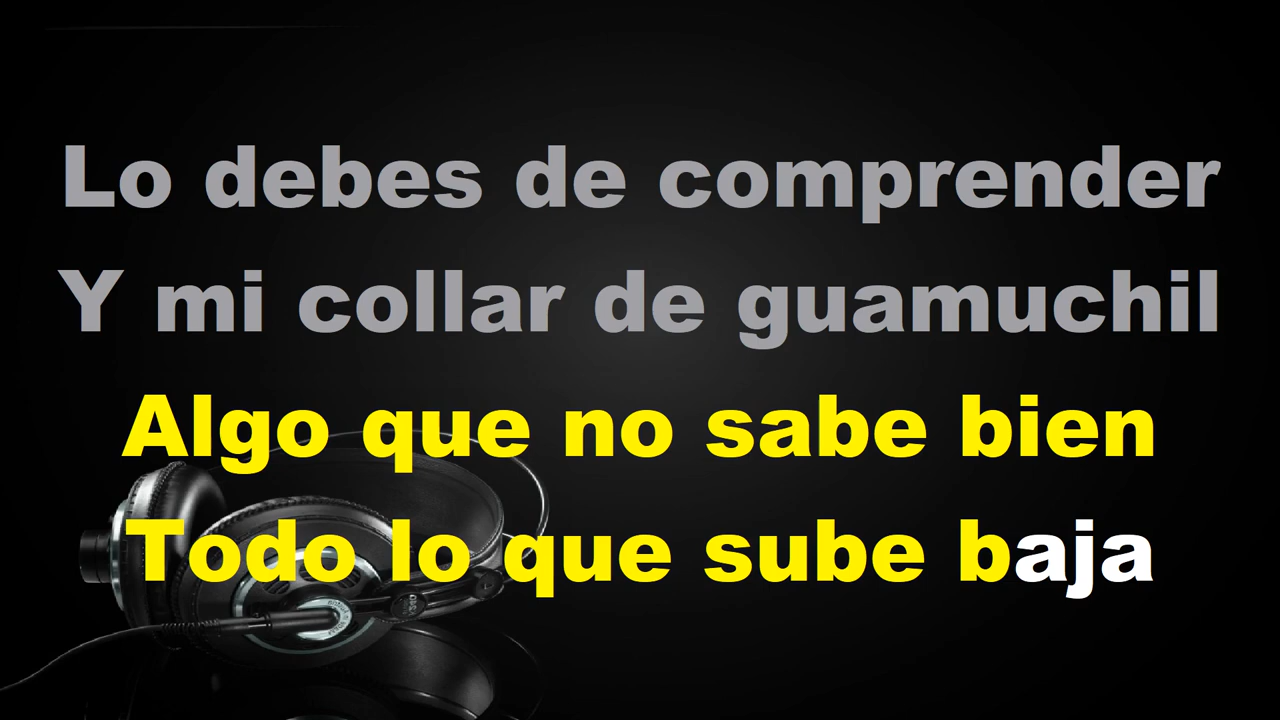 Lo debes de comprender
Y mi collar de guamuchil
Algo que no sabe bien
Todo lo que sube baja